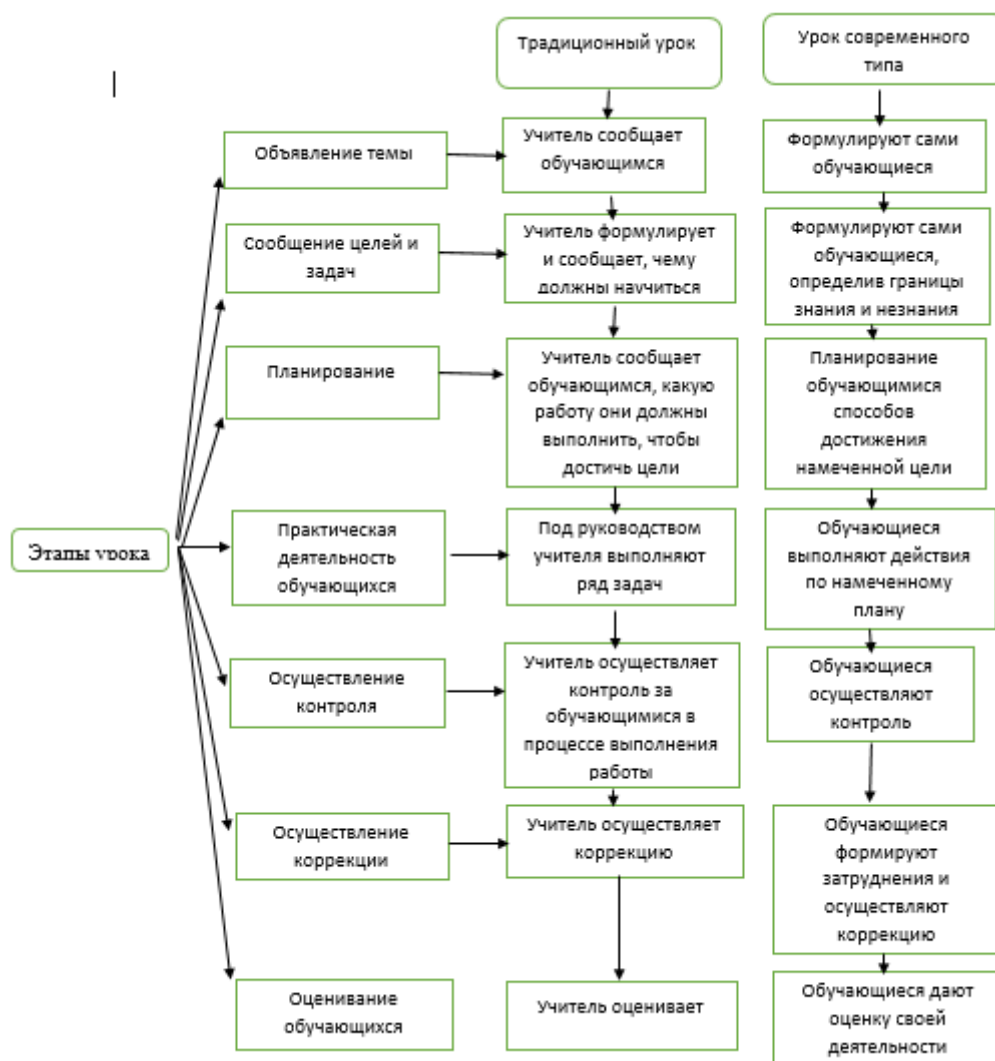 Традиционный урок
Урок современного
типа
Объявление темы
Учитель сообщает
обучающимся
Формулируют сами
обучающиеся
Сообщение целей и
задач
Учитель формулирует
и сообщает, чему
должны научиться
Формулируют сами
обучающиеся,
определив границы
знания и незнания
Планирование
Учитель сообщает
обучающимся, какую
работу они должны
выполнить, чтобы
достичь цели
Планирование
обучающимися
способов
достижения
намеченной цели
Этапы урока
Практическая
деятельность
обучающихся
Под руководством
учителя выполняют
ряд задач
Обучающиеся
выполняют действия
по намеченному
плану
Осуществление
контроля
Учитель осуществляет
контроль за
обучающимися в
процессе выполнения
работы
Обучающиеся
осуществляют
контроль
Осуществление
коррекции
Учитель осуществляет
коррекцию
Обучающиеся
формируют
затруднения и
осуществляют
коррекцию
Оценивание
обучающихся
Учитель оценивает
Обучающиеся дают
оценку своей
деятельности